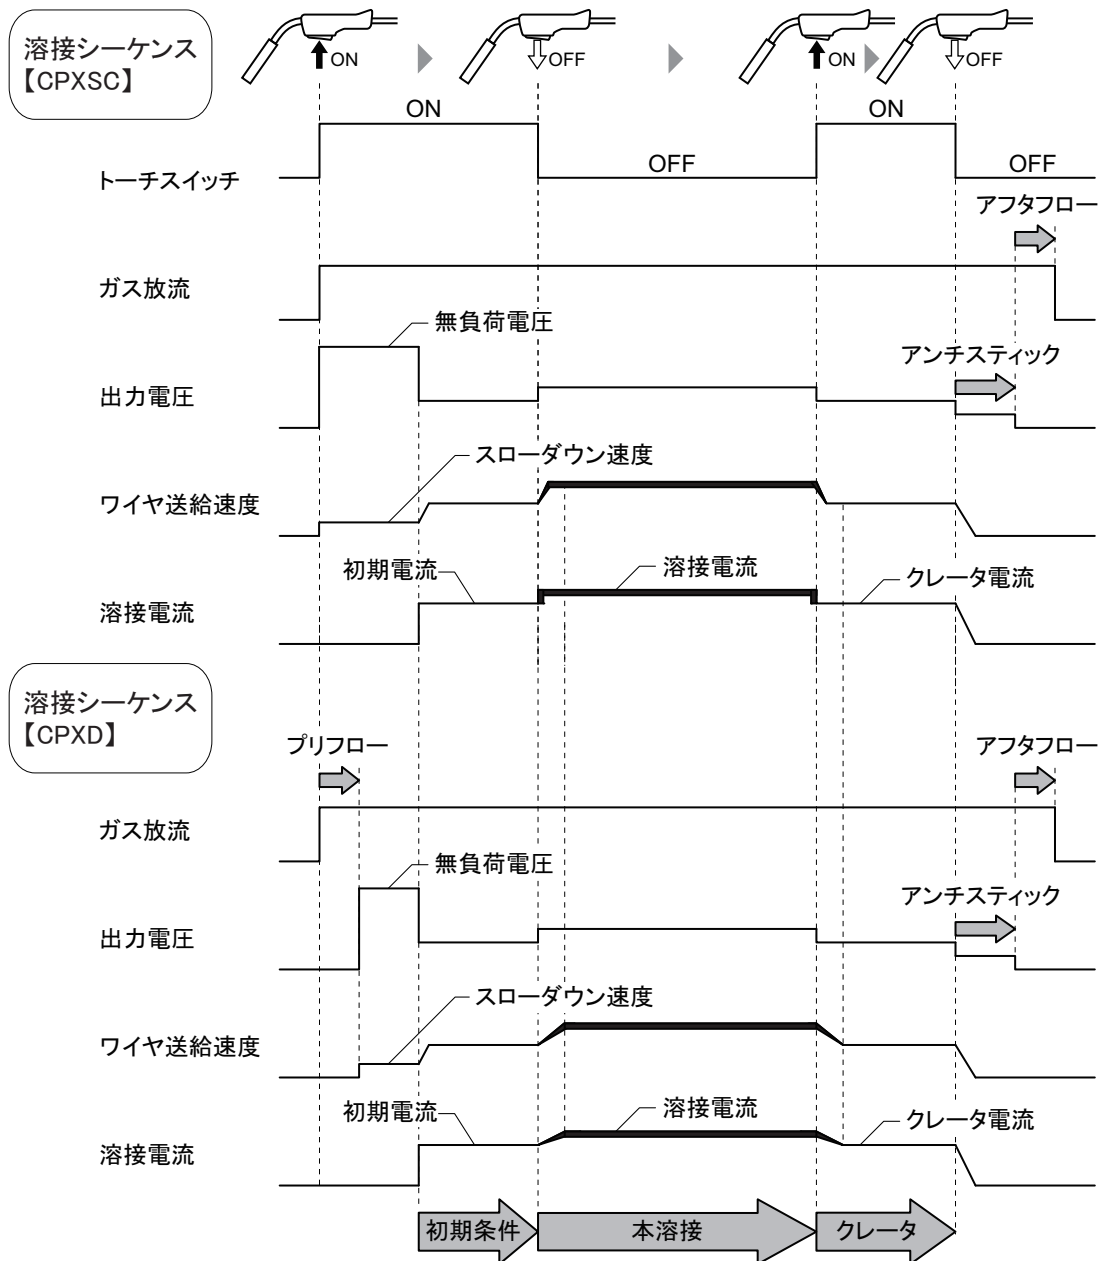 溶接シーケンス
【CPXSC】
ON
OFF
ON
OFF
ON
ON
OFF
OFF
トーチスイッチ
アフタフロー
ガス放流
無負荷電圧
アンチスティック
出力電圧
スローダウン速度
ワイヤ送給速度
初期電流
溶接電流
クレータ電流
溶接電流
溶接シーケンス
【CPXD】
プリフロー
アフタフロー
ガス放流
無負荷電圧
アンチスティック
出力電圧
スローダウン速度
ワイヤ送給速度
初期電流
溶接電流
クレータ電流
溶接電流
初期条件
本溶接
クレータ